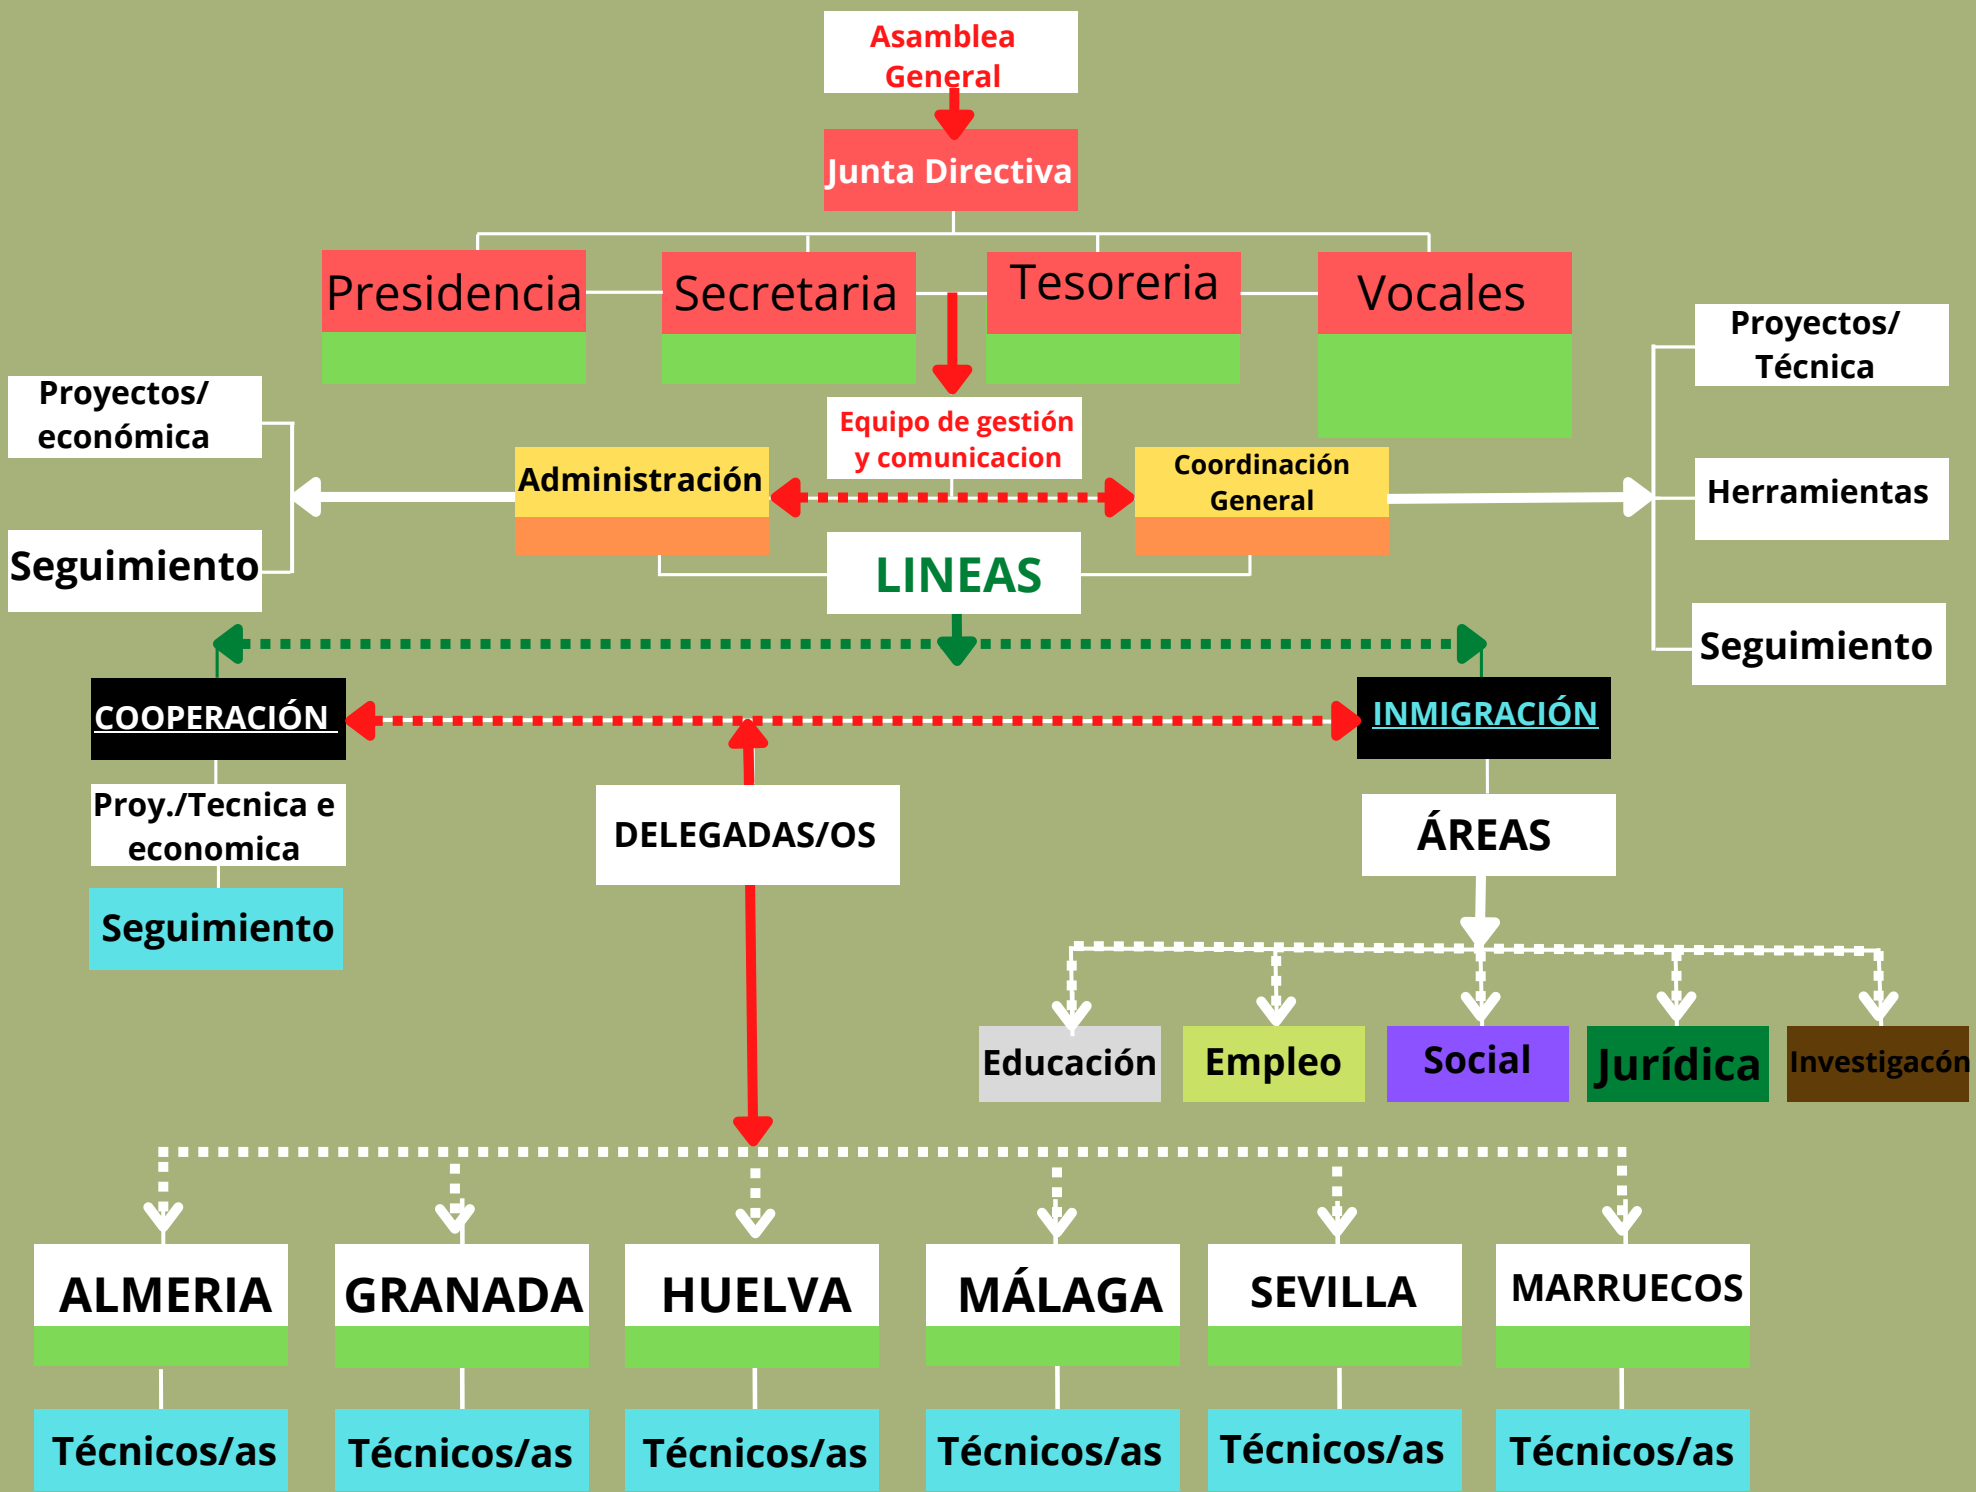 Asamblea
General
Junta Directiva
Presidencia
Secretaria
Tesoreria
Vocales
Proyectos/
Técnica
Proyectos/
económica
Equipo de gestión
y comunicacion
Administración
Coordinación
General
Herramientas
Seguimiento
LINEAS
Seguimiento
COOPERACIÓN
INMIGRACIÓN
Proy./Tecnica e
economica
DELEGADAS/OS
ÁREAS
Seguimiento
Educación
Empleo
Social
Jurídica
Investigacón
ALMERIA
GRANADA
HUELVA
MÁLAGA
SEVILLA
MARRUECOS
Técnicos/as
Técnicos/as
Técnicos/as
Técnicos/as
Técnicos/as
Técnicos/as